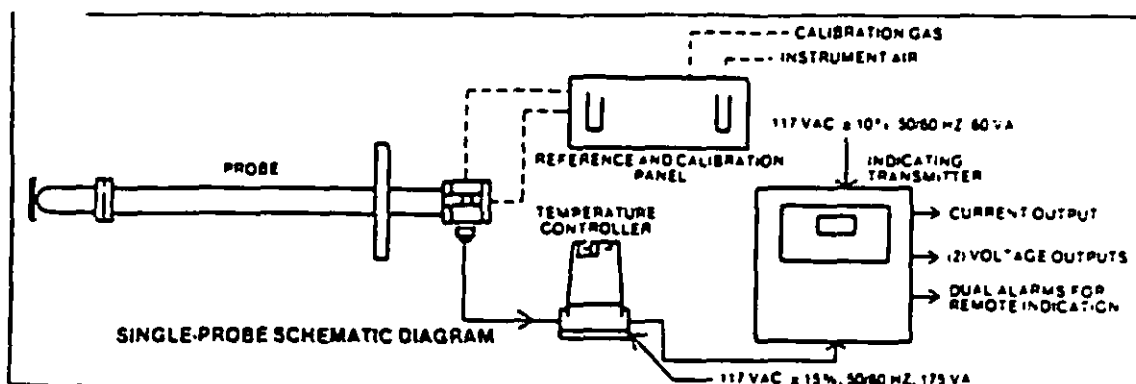 CALIBRATION GAS
INSTRUMENT AIR
117 VAC ± 10%, 50/60 HZ, 60 VA
PROBE
REFERENCE AND CALIBRATION
PANEL
INDICATING
TRANSMITTER
TEMPERATURE
CONTROLLER
CURRENT OUTPUT
(2) VOLTAGE OUTPUTS
DUAL ALARMS FOR
REMOTE INDICATION
SINGLE-PROBE SCHEMATIC DIAGRAM
117 VAC ± 15%, 50/60 HZ, 175 VA